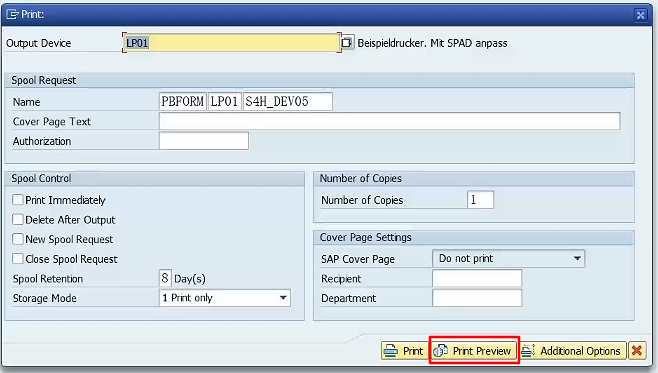 Print:
Output Device LP01 Beispieldrucker. Mit SPAD anpass
Spool Request
Name PBFORM LP01 S4H_DEV05
Cover Page Text
Authorization
Spool Control
Print Immediately
Delete After Output
New Spool Request
Close Spool Request
Spool Retention 8 Day(s)
Storage Mode 1 Print only
Number of Copies
Number of Copies 1
Cover Page Settings
SAP Cover Page Do not print
Recipient
Department
Print Print Preview Additional Options